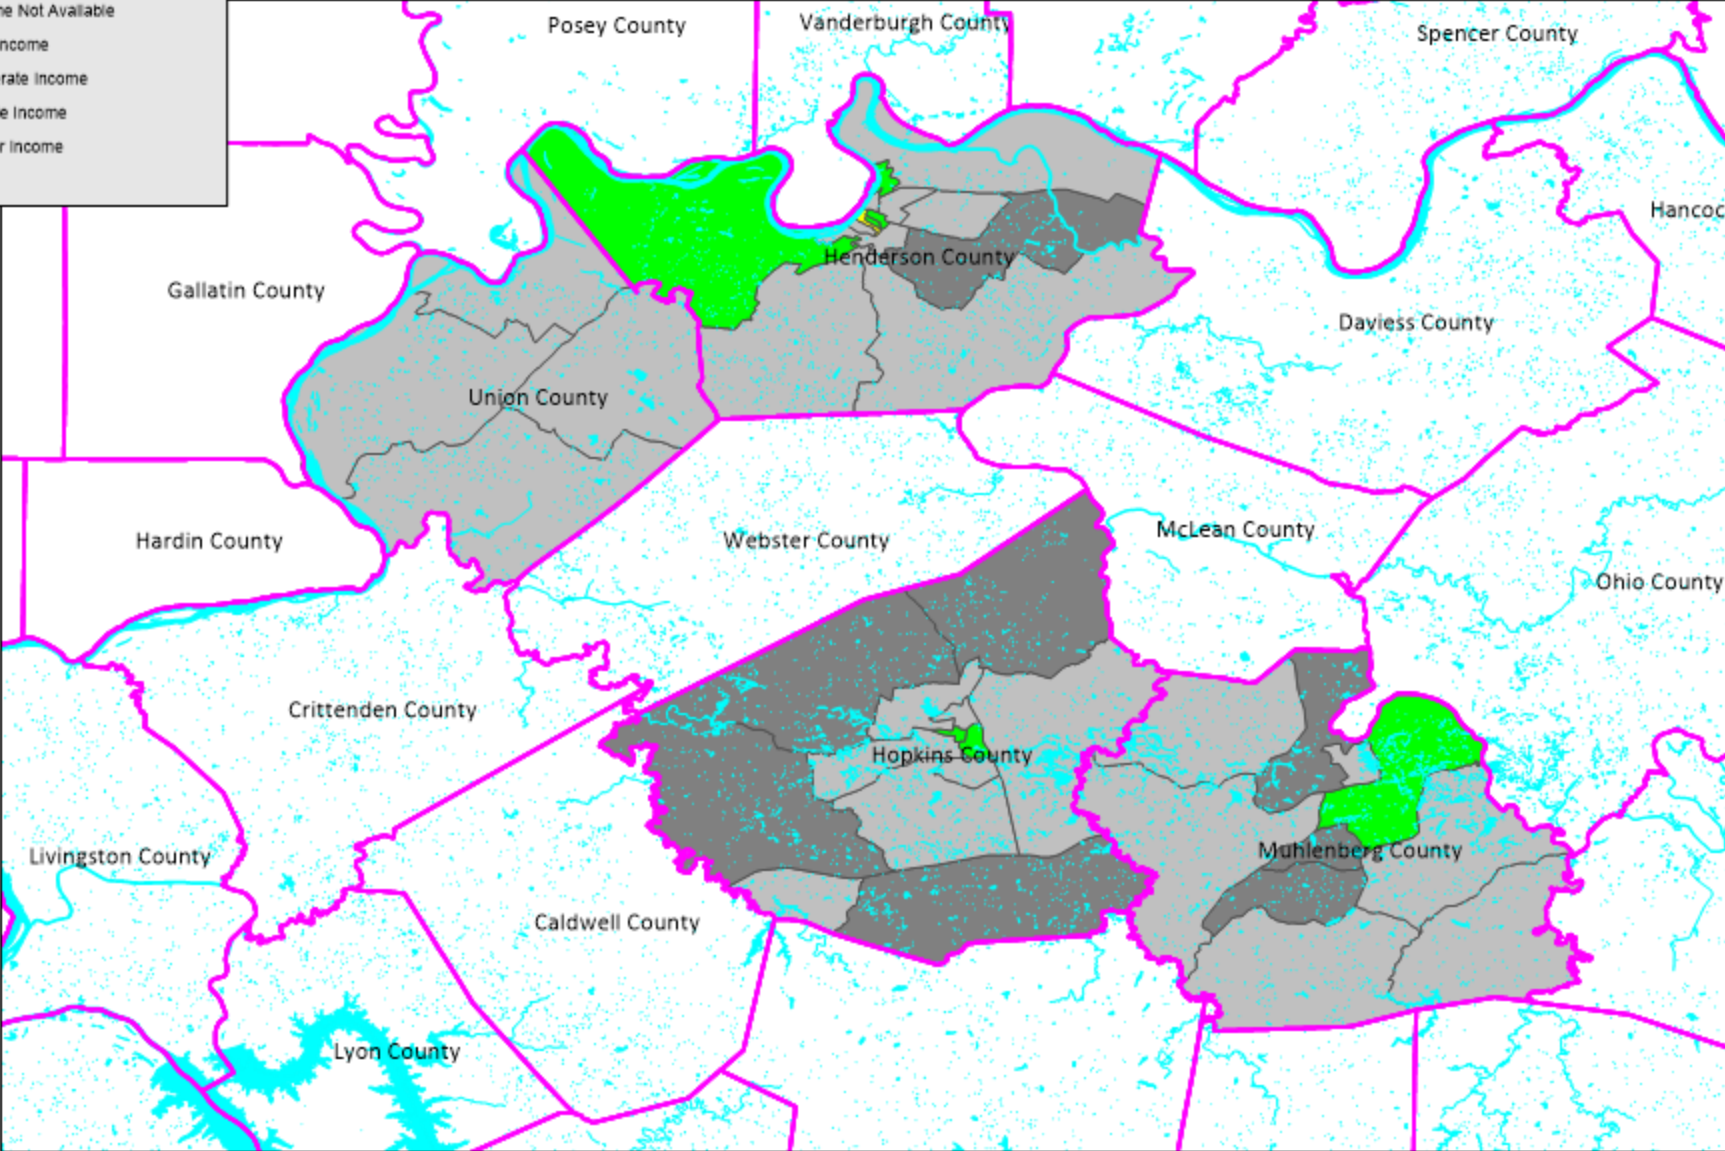 ne Not Available
ncome
rate Income
e Income
r Income
Posey County
Vanderburgh County
Spencer County
Hancoc
Gallatin County
Henderson County
Daviess County
Union County
Hardin County
Webster County
McLean County
Ohio County
Crittenden County
Hopkins County
Livingston County
Muhlenberg County
Caldwell County
Lyon County